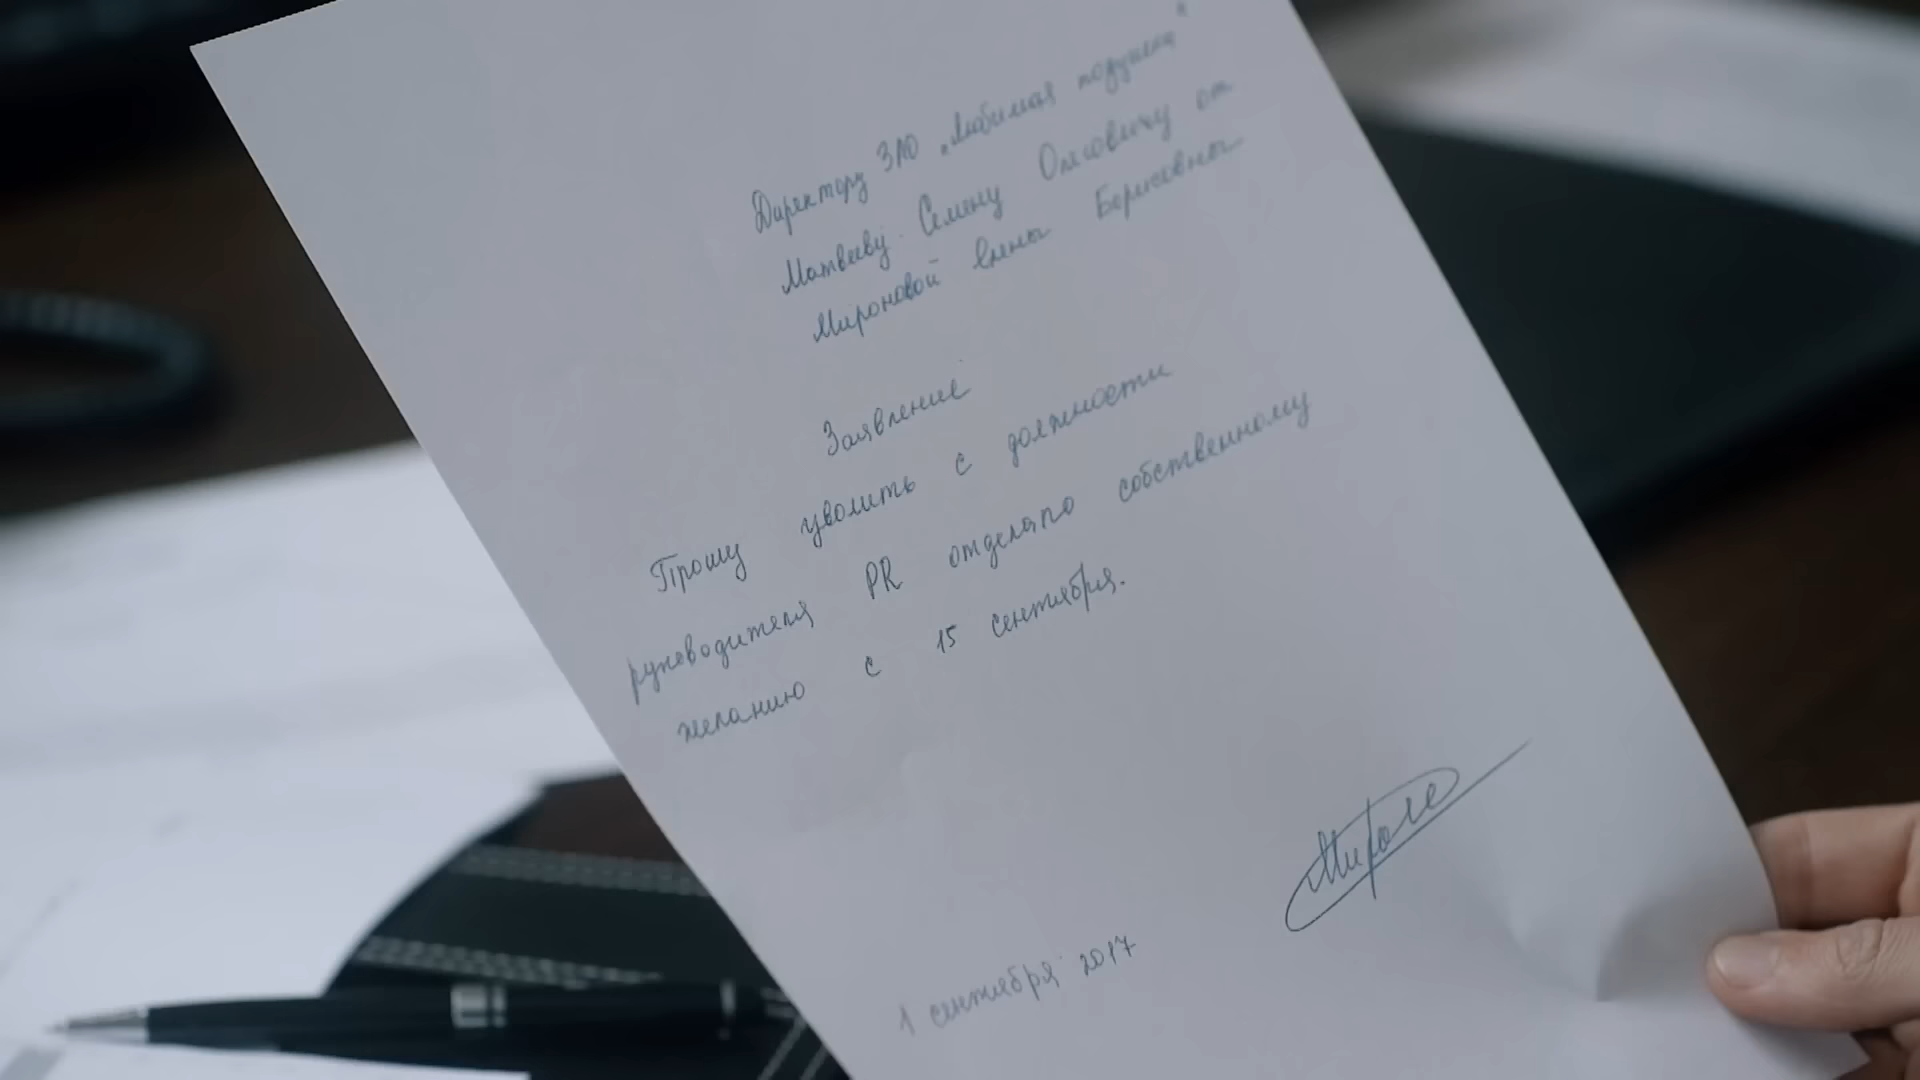 Директору ЗАО „Любимая подушка"
Матвееву Семену Олеговичу от
Мироновой Елены Борисовны
Заявление
Прошу уволить с должности
руководителя PR отдела по собственному
желанию с 15 сентября.
1 сентября 2017